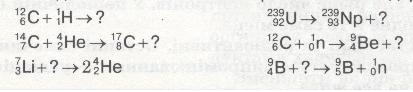 ¹²₆C + ¹₁H → ?
¹⁴₇C + ⁴₂He → ¹⁷₈C + ?
⁷₃Li + ? → 2⁴₂He
²³⁹₉₂U → ²³⁹₉₃Np + ?
¹²₆C + ¹₀n → ⁹₄Be + ?
⁹₄B + ? → ⁹₅B + ¹₀n